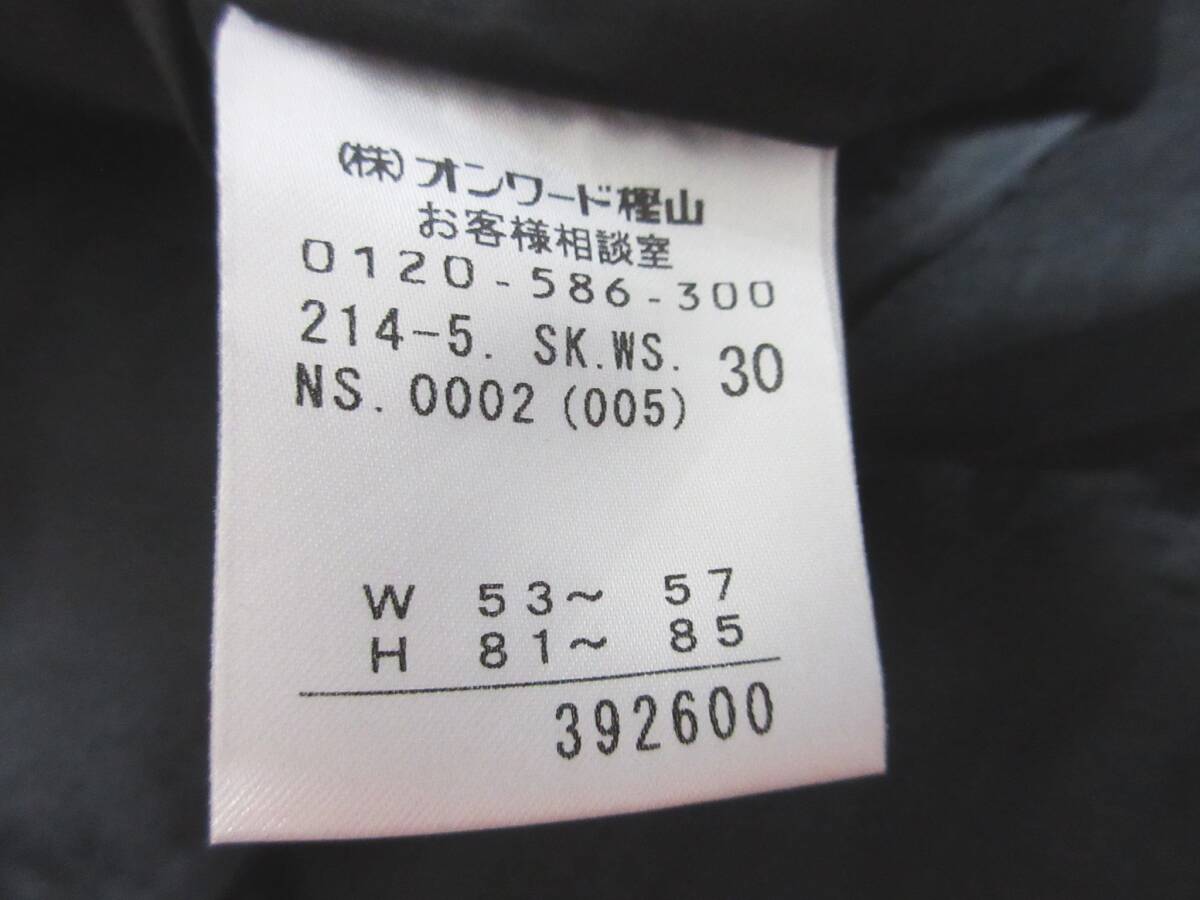 (株)オンワード樫山
お客様相談室
0120-586-300
214-5. SK.WS. 30
NS. 0002 (005)
W 53~ 57
H 81~ 85
392600